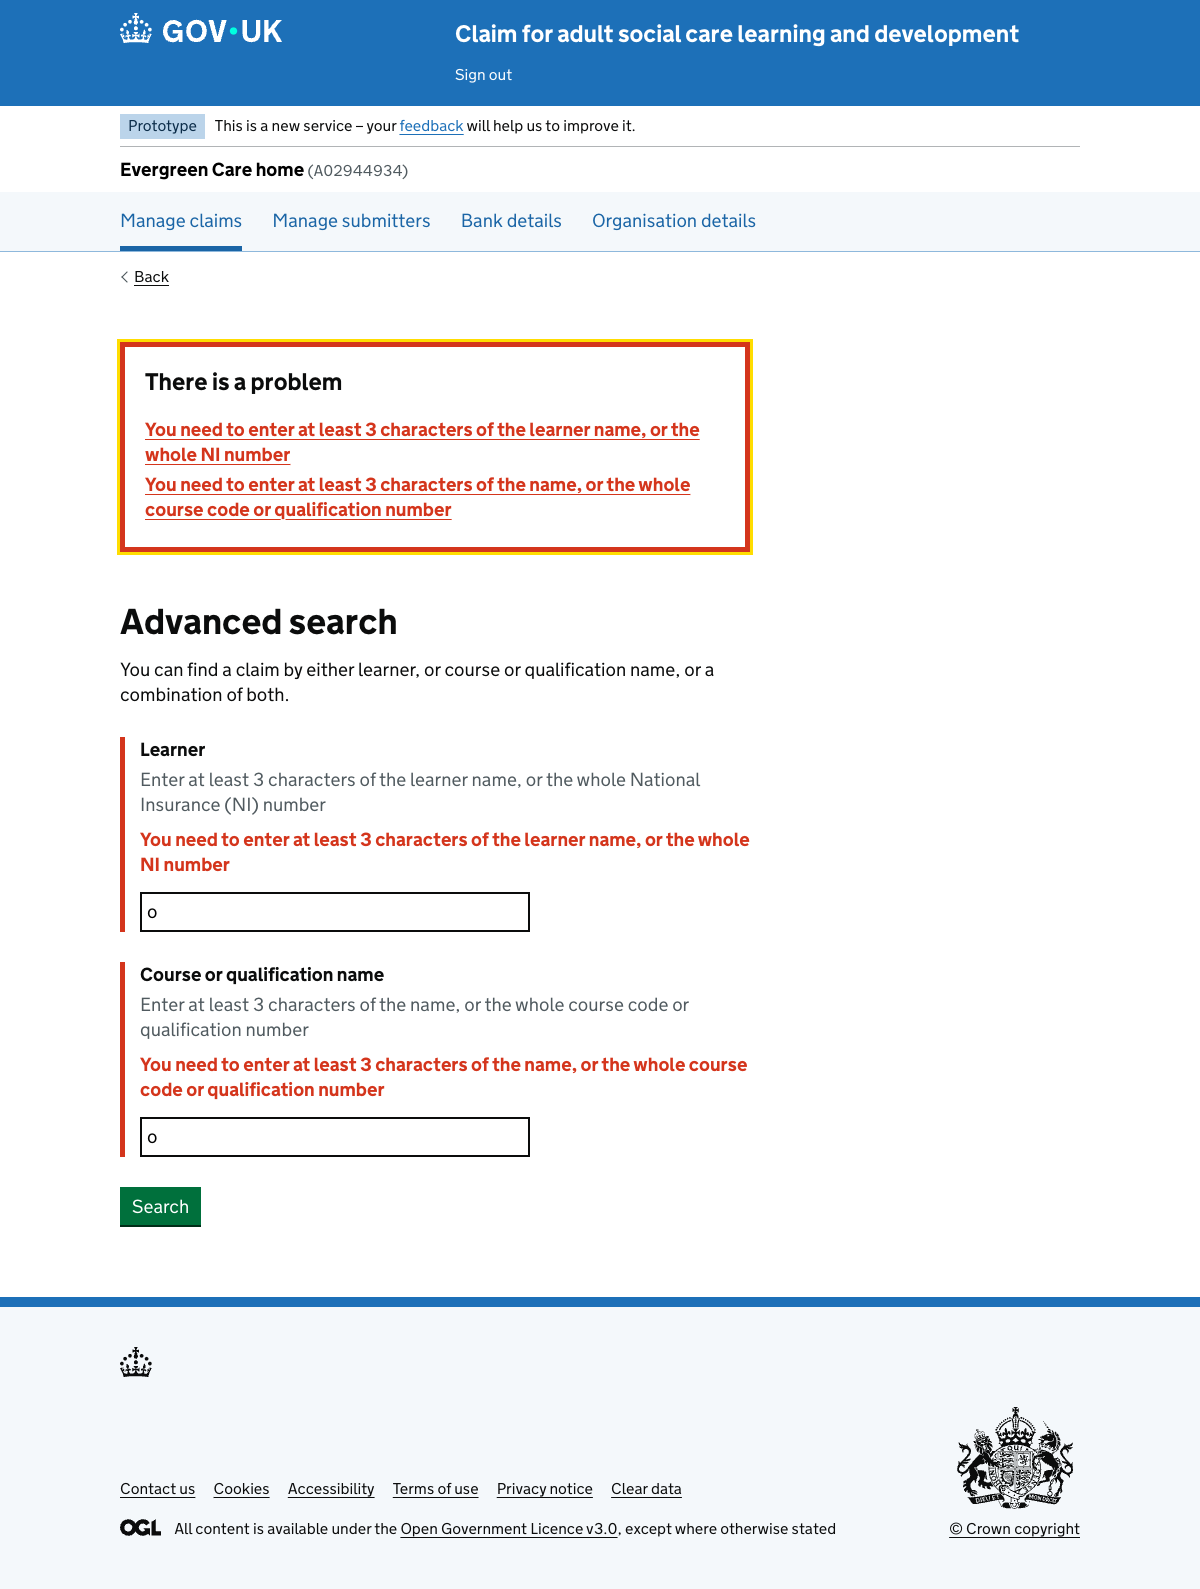 GOV·UK
Claim for adult social care learning and development
Sign out
Prototype This is a new service – your feedback will help us to improve it.
Evergreen Care home (A02944934)
Manage claims Manage submitters Bank details Organisation details
Back
There is a problem
You need to enter at least 3 characters of the learner name, or the
whole NI number
You need to enter at least 3 characters of the name, or the whole
course code or qualification number
Advanced search
You can find a claim by either learner, or course or qualification name, or a
combination of both.
Learner
Enter at least 3 characters of the learner name, or the whole National
Insurance (NI) number
You need to enter at least 3 characters of the learner name, or the whole
NI number
o
Course or qualification name
Enter at least 3 characters of the name, or the whole course code or
qualification number
You need to enter at least 3 characters of the name, or the whole course
code or qualification number
o
Search
Contact us Cookies Accessibility Terms of use Privacy notice Clear data
OGL All content is available under the Open Government Licence v3.0, except where otherwise stated
© Crown copyright